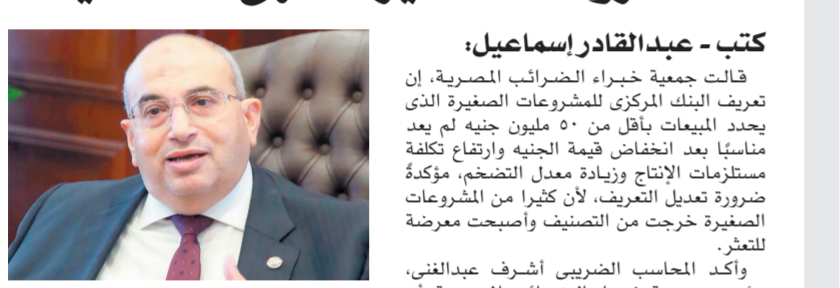 كتب - عبدالقادر إسماعيل:
قالت جمعية خبراء الضرائب المصرية، إن
تعريف البنك المركزى للمشروعات الصغيرة الذى
يحدد المبيعات بأقل من ٥٠ مليون جنيه لم يعد
مناسبًا بعد انخفاض قيمة الجنيه وارتفاع تكلفة
مستلزمات الإنتاج وزيادة معدل التضخم، مؤكدةً
ضرورة تعديل التعريف، لأن كثيرا من المشروعات
الصغيرة خرجت من التصنيف وأصبحت معرضة
للتعثر.
وأكد المحاسب الضريبى أشرف عبدالغنى،